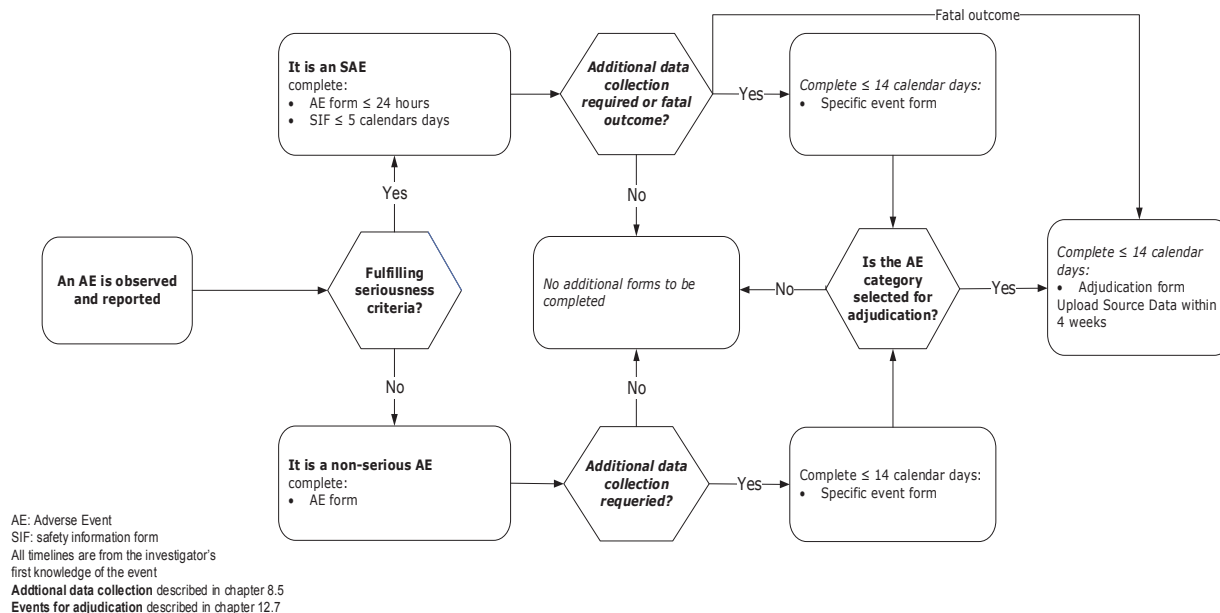 Fatal outcome
It is an SAE
complete:
• AE form ≤ 24 hours
• SIF ≤ 5 calendars days
Additional data
collection
required or fatal
outcome?
Yes
Complete ≤ 14 calendar days:
• Specific event form
Yes
No
An AE is observed
and reported
Fulfilling
seriousness
criteria?
No additional forms to be
completed
No
Is the AE
category
selected for
adjudication?
Yes
Complete ≤ 14 calendar
days:
• Adjudication form
Upload Source Data within
4 weeks
No
No
It is a non-serious AE
complete:
• AE form
Additional data
collection
requeried?
Yes
Complete ≤ 14 calendar days:
• Specific event form
AE: Adverse Event
SIF: safety information form
All timelines are from the investigator’s
first knowledge of the event
Addtional data collection described in chapter 8.5
Events for adjudication described in chapter 12.7